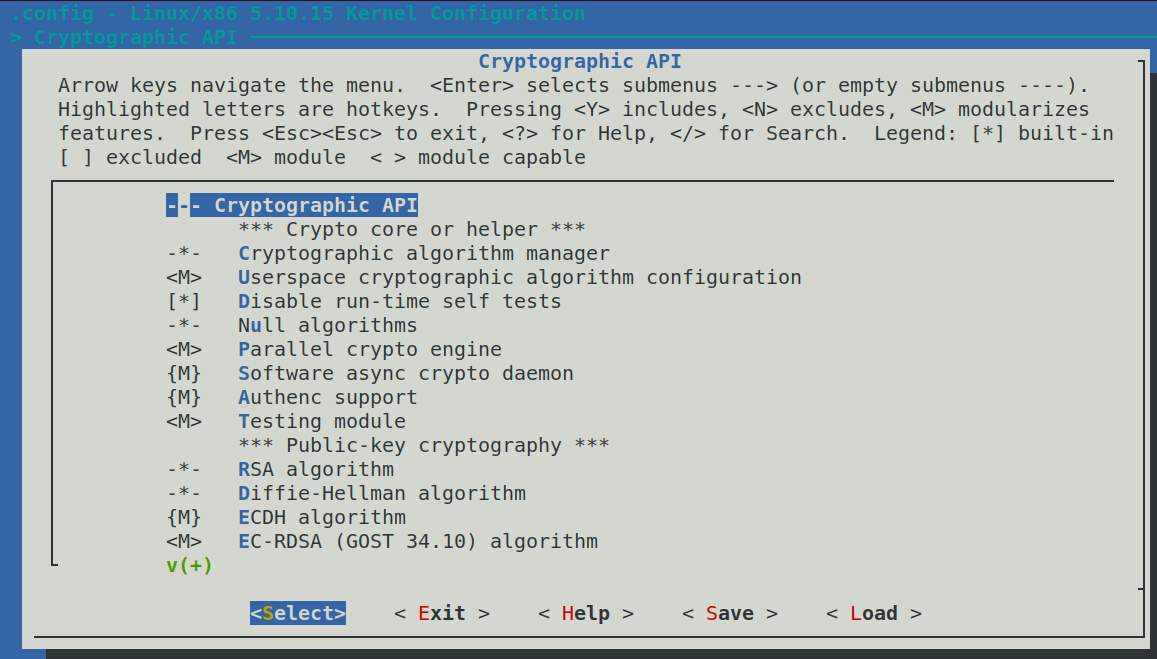 .config - Linux/x86 5.10.15 Kernel Configuration
> Cryptographic API
Cryptographic API
Arrow keys navigate the menu.  <Enter> selects submenus ---> (or empty submenus ----).
Highlighted letters are hotkeys.  Pressing <Y> includes, <N> excludes, <M> modularizes
features.  Press <Esc><Esc> to exit, <?> for Help, </> for Search.  Legend: [*] built-in
[ ] excluded  <M> module  < > module capable
--- Cryptographic API
*** Crypto core or helper ***
-*-   Cryptographic algorithm manager
<M>   Userspace cryptographic algorithm configuration
[*]   Disable run-time self tests
-*-   Null algorithms
<M>   Parallel crypto engine
{M}   Software async crypto daemon
{M}   Authenc support
<M>   Testing module
*** Public-key cryptography ***
-*-   RSA algorithm
-*-   Diffie-Hellman algorithm
{M}   ECDH algorithm
<M>   EC-RDSA (GOST 34.10) algorithm
v(+)
<Select>    < Exit >    < Help >    < Save >    < Load >